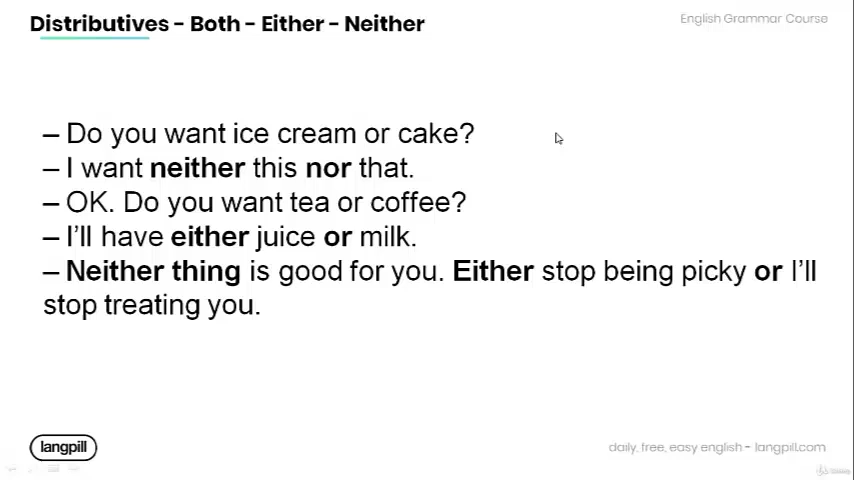 Distributives – Both – Either – Neither
English Grammar Course
– Do you want ice cream or cake?
– I want neither this nor that.
– OK. Do you want tea or coffee?
– I'll have either juice or milk.
– Neither thing is good for you. Either stop being picky or I'll
stop treating you.
langpill
daily, free, easy english – langpill.com